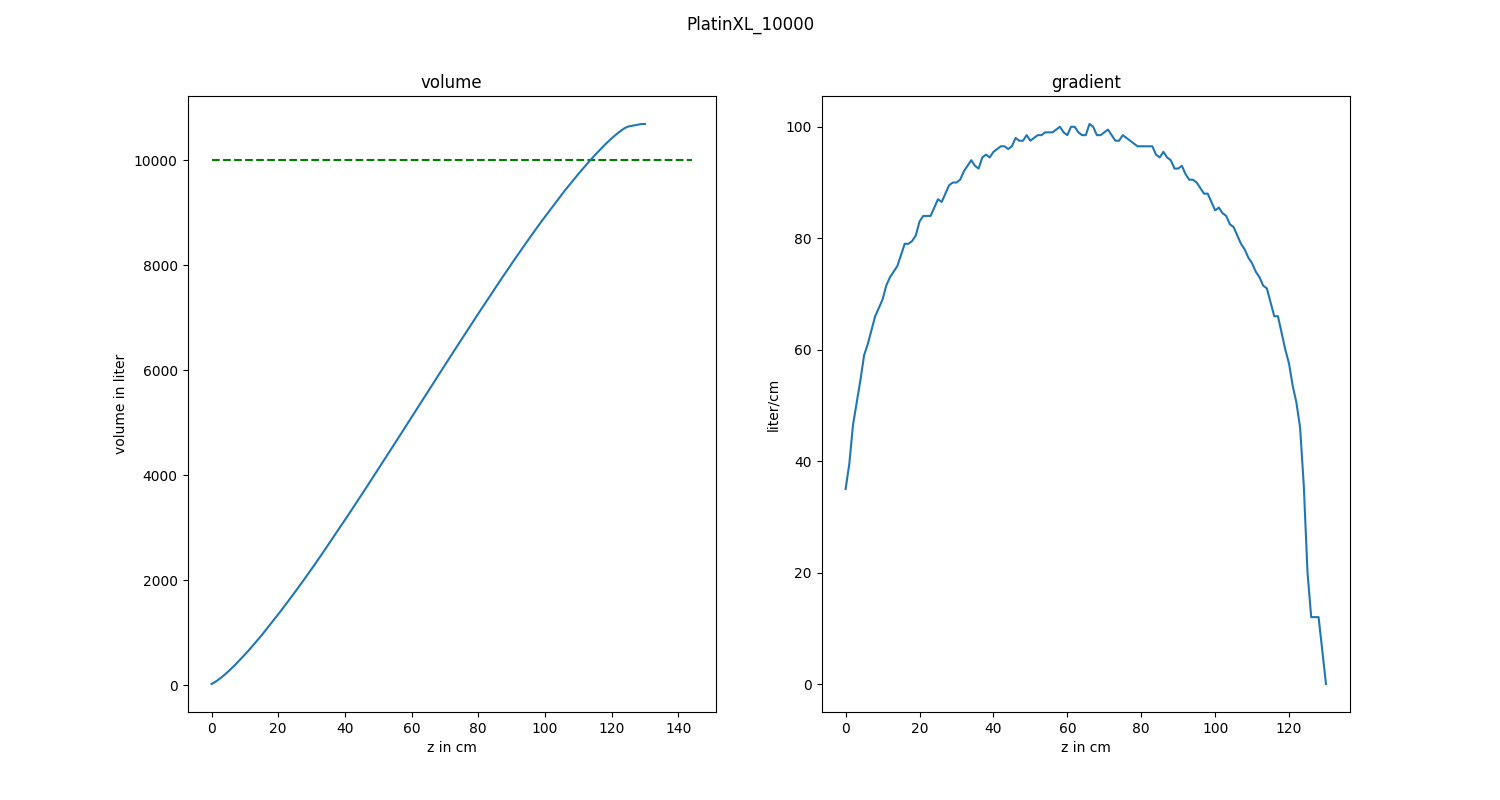 PlatinXL_10000
volume
volume in liter
10000
8000
6000
4000
2000
0
0 20 40 60 80 100 120 140
z in cm
gradient
liter/cm
100
80
60
40
20
0
0 20 40 60 80 100 120
z in cm